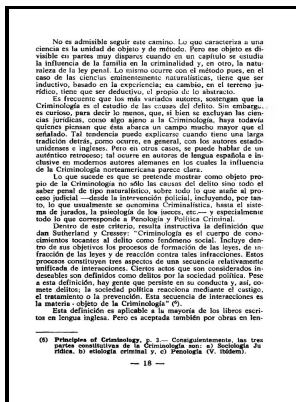 No es admisible seguir este camino. Lo que caracteriza a una
ciencia es la unidad de objeto y de método. Pero ese objeto es di-
visible en partes muy dispares cuando en un capítulo se estudia
la influencia de la familia en la criminalidad y, en otro, la natu-
raleza de la ley penal. Lo mismo ocurre con el método pues, en el
caso de las ciencias eminentemente naturalísticas, tiene que ser
inductivo, basado en la experiencia; en cambio, en el terreno ju-
rídico, tiene que ser deductivo, el propio de lo abstracto.
Es frecuente que los más variados autores, sostengan que la
Criminología es el estudio de las causas del delito. Sin embargo,
es curioso, para decir lo menos, que, si bien se excluyan las cien-
cias jurídicas, como algo ajeno a la Criminología, haya todavía
quienes piensan que ésta abarca un campo mucho mayor que el
señalado. Tal tendencia puede explicarse cuando tiene una larga
tradición detrás, como ocurre, en general, con los autores estado-
unidenses e ingleses. Pero en otros casos, se puede hablar de un
auténtico retroceso; tal ocurre en autores de lengua española e in-
clusive en modernos autores alemanes en los cuales la influencia
de la Criminología norteamericana parece clara.
Lo que sucede es que se pretende mostrar como objeto pro-
pio de la Criminología no sólo las causas del delito sino todo el
saber penal de tipo naturalístico, sobre todo lo que atañe al pro-
ceso judicial —desde la intervención policial, incluyendo, por tan-
to, lo que usualmente se denomina Criminalística, hasta el siste-
ma de jurados, la psicología de los jueces, etc.— y especialmente
todo lo que corresponde a Penología y Política Criminal.
Dentro de este criterio, resulta instructiva la definición que
dan Sutherland y Cressey: "Criminología es el cuerpo de cono-
cimientos tocantes al delito como fenómeno social. Incluye den-
tro de sus objetivos los procesos de formación de las leyes, de in-
fracción de las leyes y de reacción contra tales infracciones. Estos
procesos constituyen tres aspectos de una secuencia relativamente
unificada de interacciones. Ciertos actos que son considerados in-
deseables son definidos como delitos por la sociedad política. Pese
a esta definición, hay gente que persiste en su conducta y, así, co-
mete delitos; la sociedad política reacciona mediante el castigo,
el tratamiento o la prevención. Esta secuencia de interacciones es
la materia - objeto de la Criminología" (6).
Esta definición es aplicable a la mayoría de los libros escri-
tos en lengua inglesa. Pero es aceptada también por obras en len-
(6) Principles of Criminology, p. 3.— Consiguientemente, las tres
partes constitutivas de la Criminología son: a) Sociología Ju
rídica, b) etiología criminal y, c) Penología (V. ibidem).
— 18 —